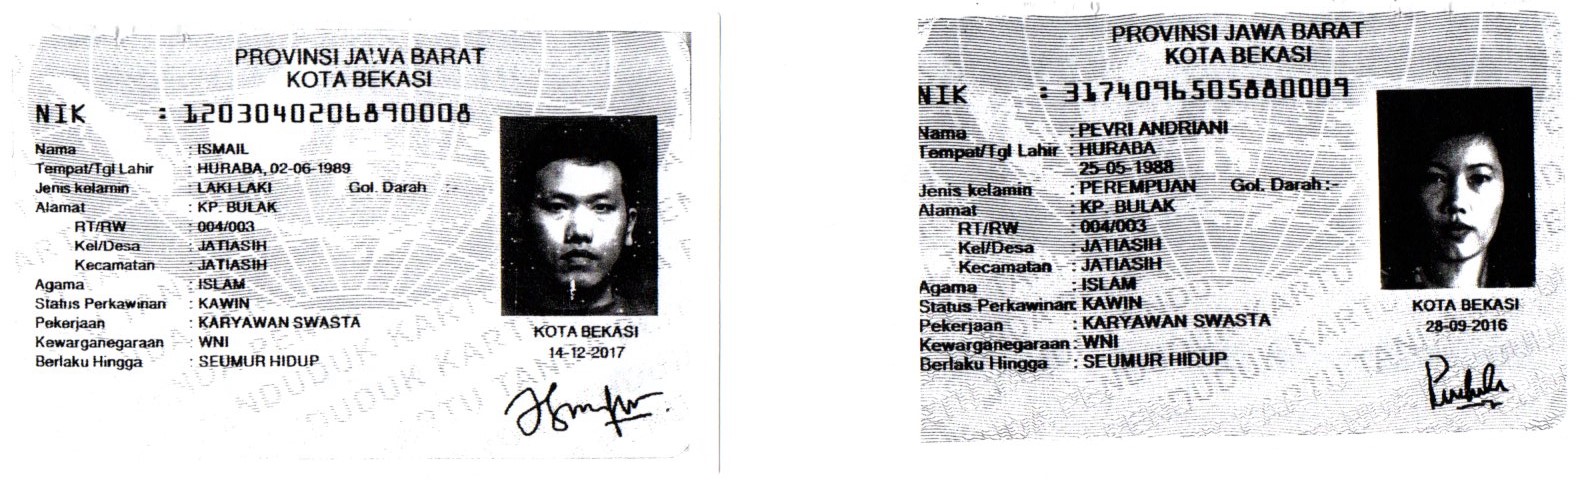 PROVINSI JAWA BARAT
KOTA BEKASI
NIK : 1203040206890008
Nama : ISMAIL
Tempat/Tgl Lahir : HURABA, 02-06-1989
Jenis kelamin : LAKI-LAKI Gol. Darah :-
Alamat : KP. BULAK
RT/RW : 004/003
Kel/Desa : JATIASIH
Kecamatan : JATIASIH
Agama : ISLAM
Status Perkawinan : KAWIN
Pekerjaan : KARYAWAN SWASTA
Kewarganegaraan : WNI
Berlaku Hingga : SEUMUR HIDUP
KOTA BEKASI
14-12-2017
PROVINSI JAWA BARAT
KOTA BEKASI
NIK : 3174096505880009
Nama : PEVRI ANDRIANI
Tempat/Tgl Lahir : HURABA
25-05-1988
Jenis kelamin : PEREMPUAN Gol. Darah :-
Alamat : KP. BULAK
RT/RW : 004/003
Kel/Desa : JATIASIH
Kecamatan : JATIASIH
Agama : ISLAM
Status Perkawinan: KAWIN
Pekerjaan : KARYAWAN SWASTA
Kewarganegaraan : WNI
Berlaku Hingga : SEUMUR HIDUP
KOTA BEKASI
28-09-2016